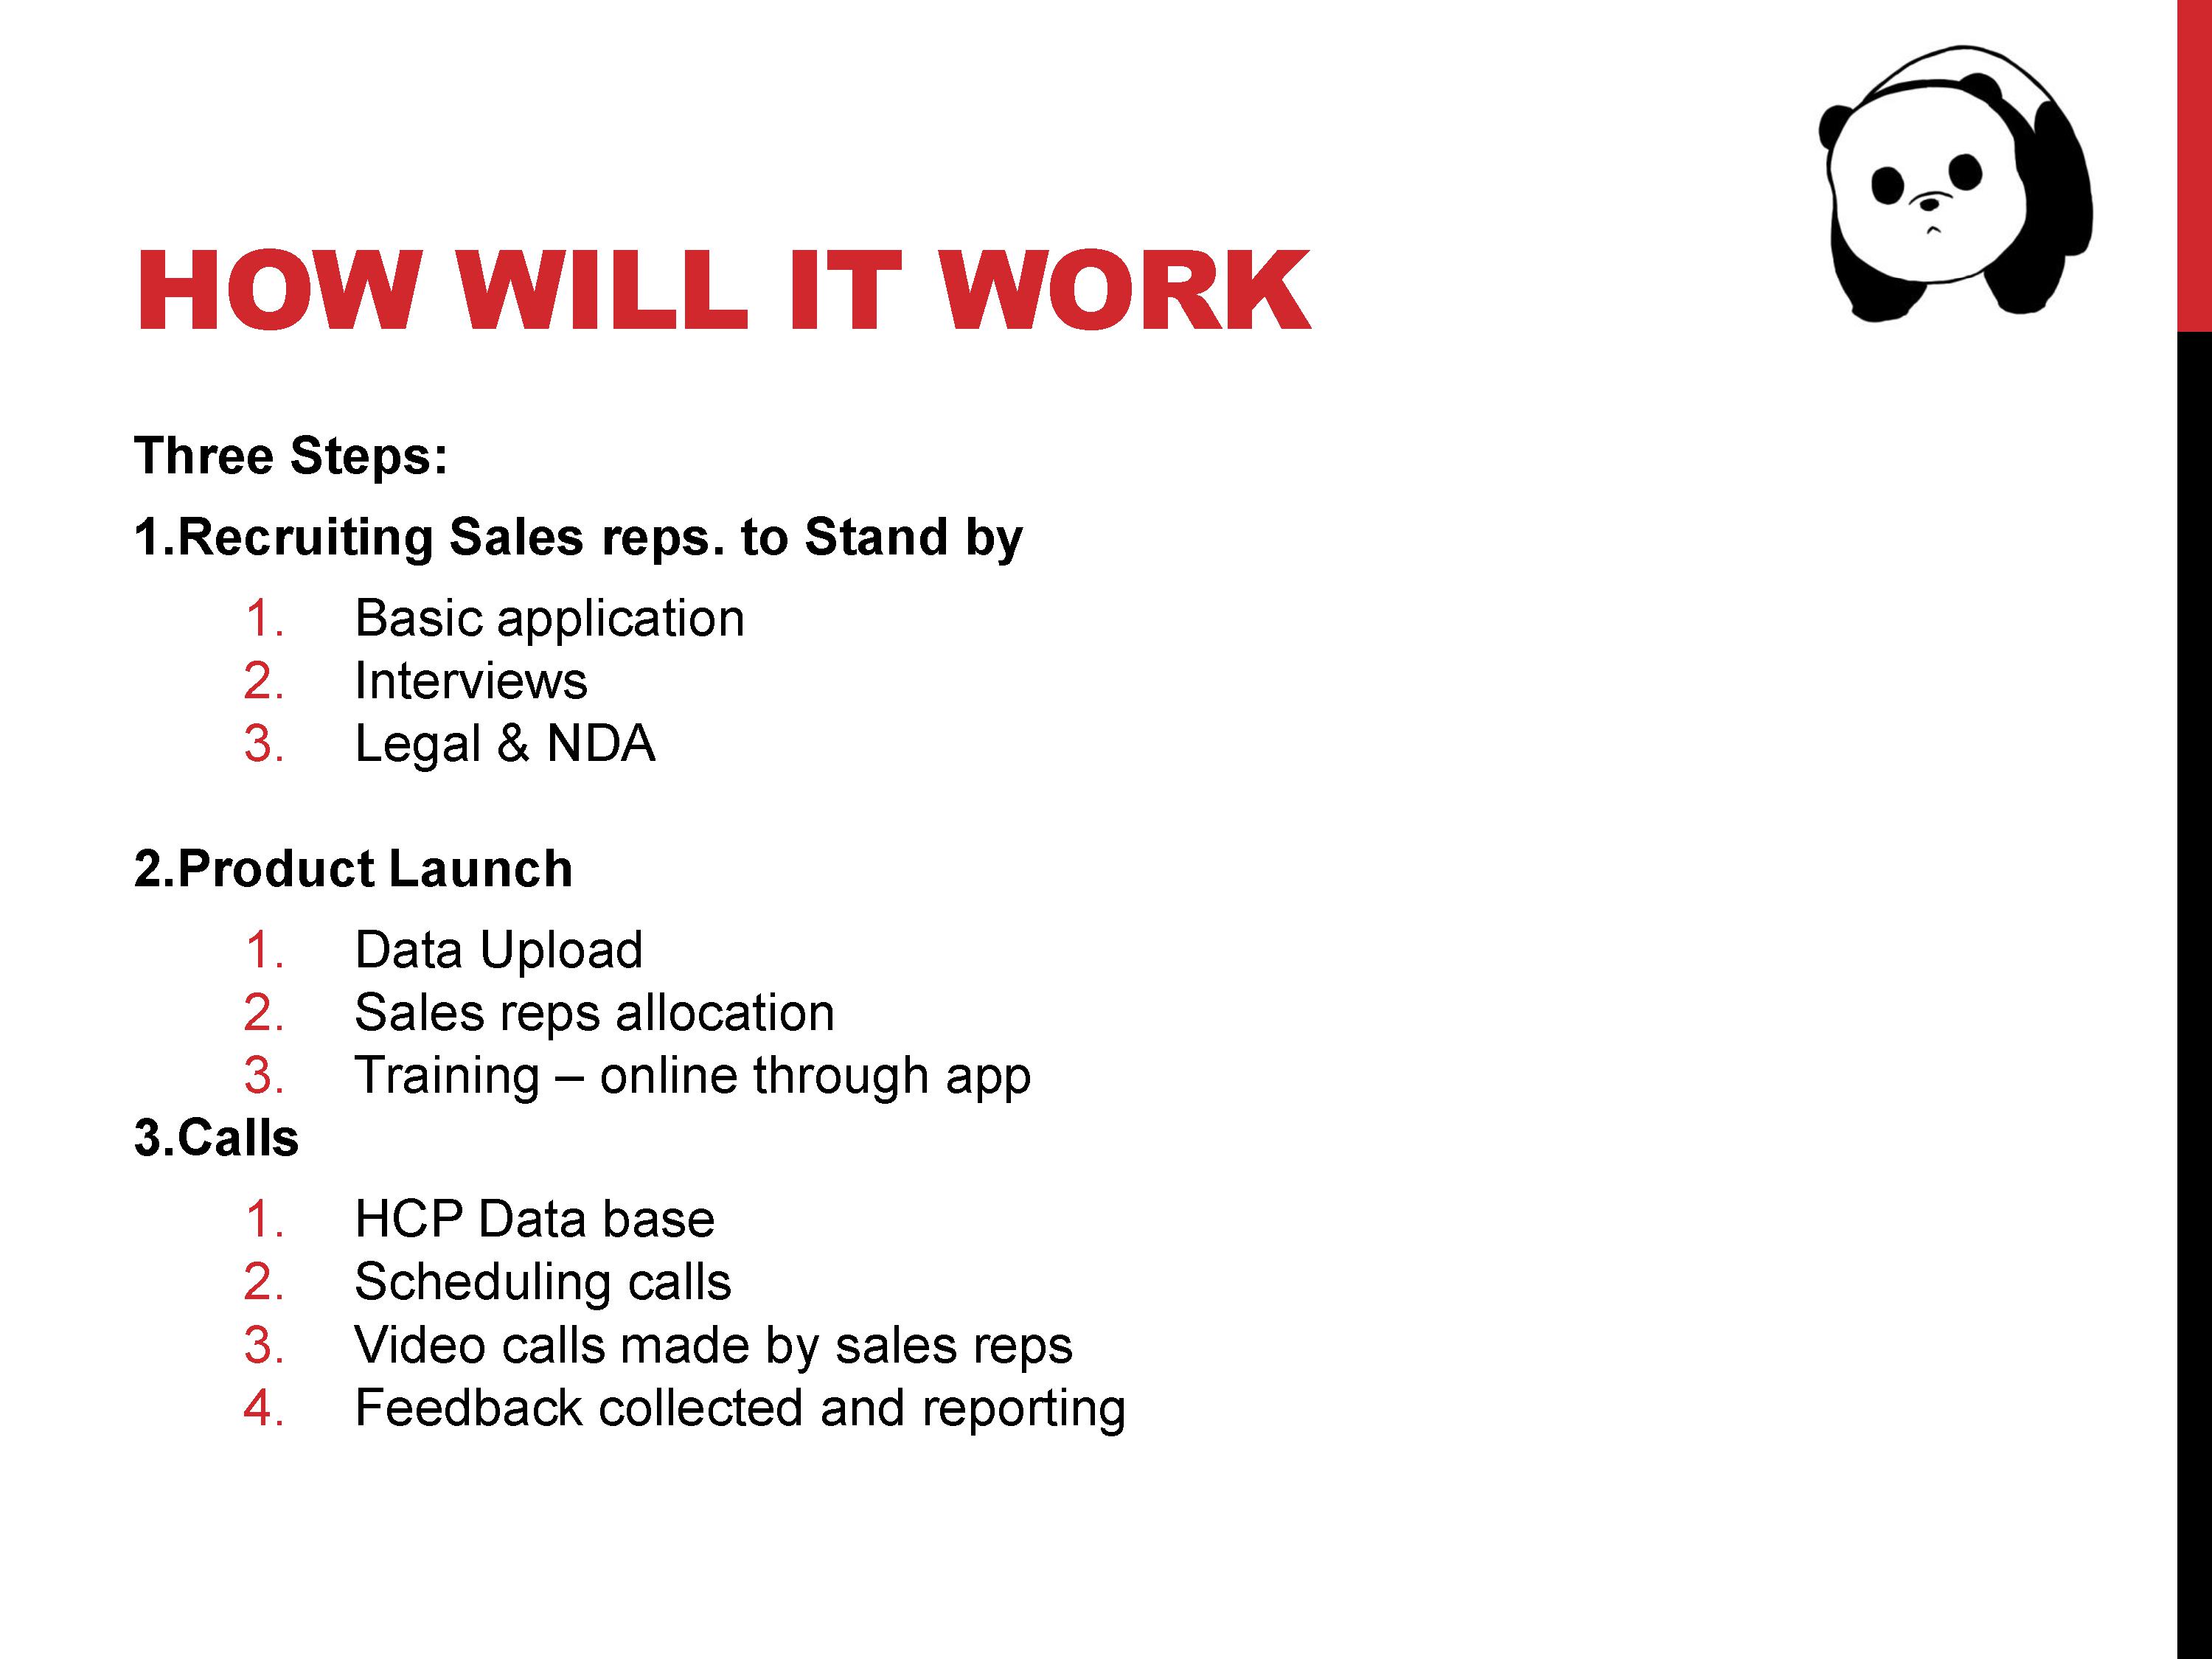 HOW WILL IT WORK
Three Steps:
1.Recruiting Sales reps. to Stand by
1. Basic application
2. Interviews
3. Legal & NDA
2.Product Launch
1. Data Upload
2. Sales reps allocation
3. Training – online through app
3.Calls
1. HCP Data base
2. Scheduling calls
3. Video calls made by sales reps
4. Feedback collected and reporting